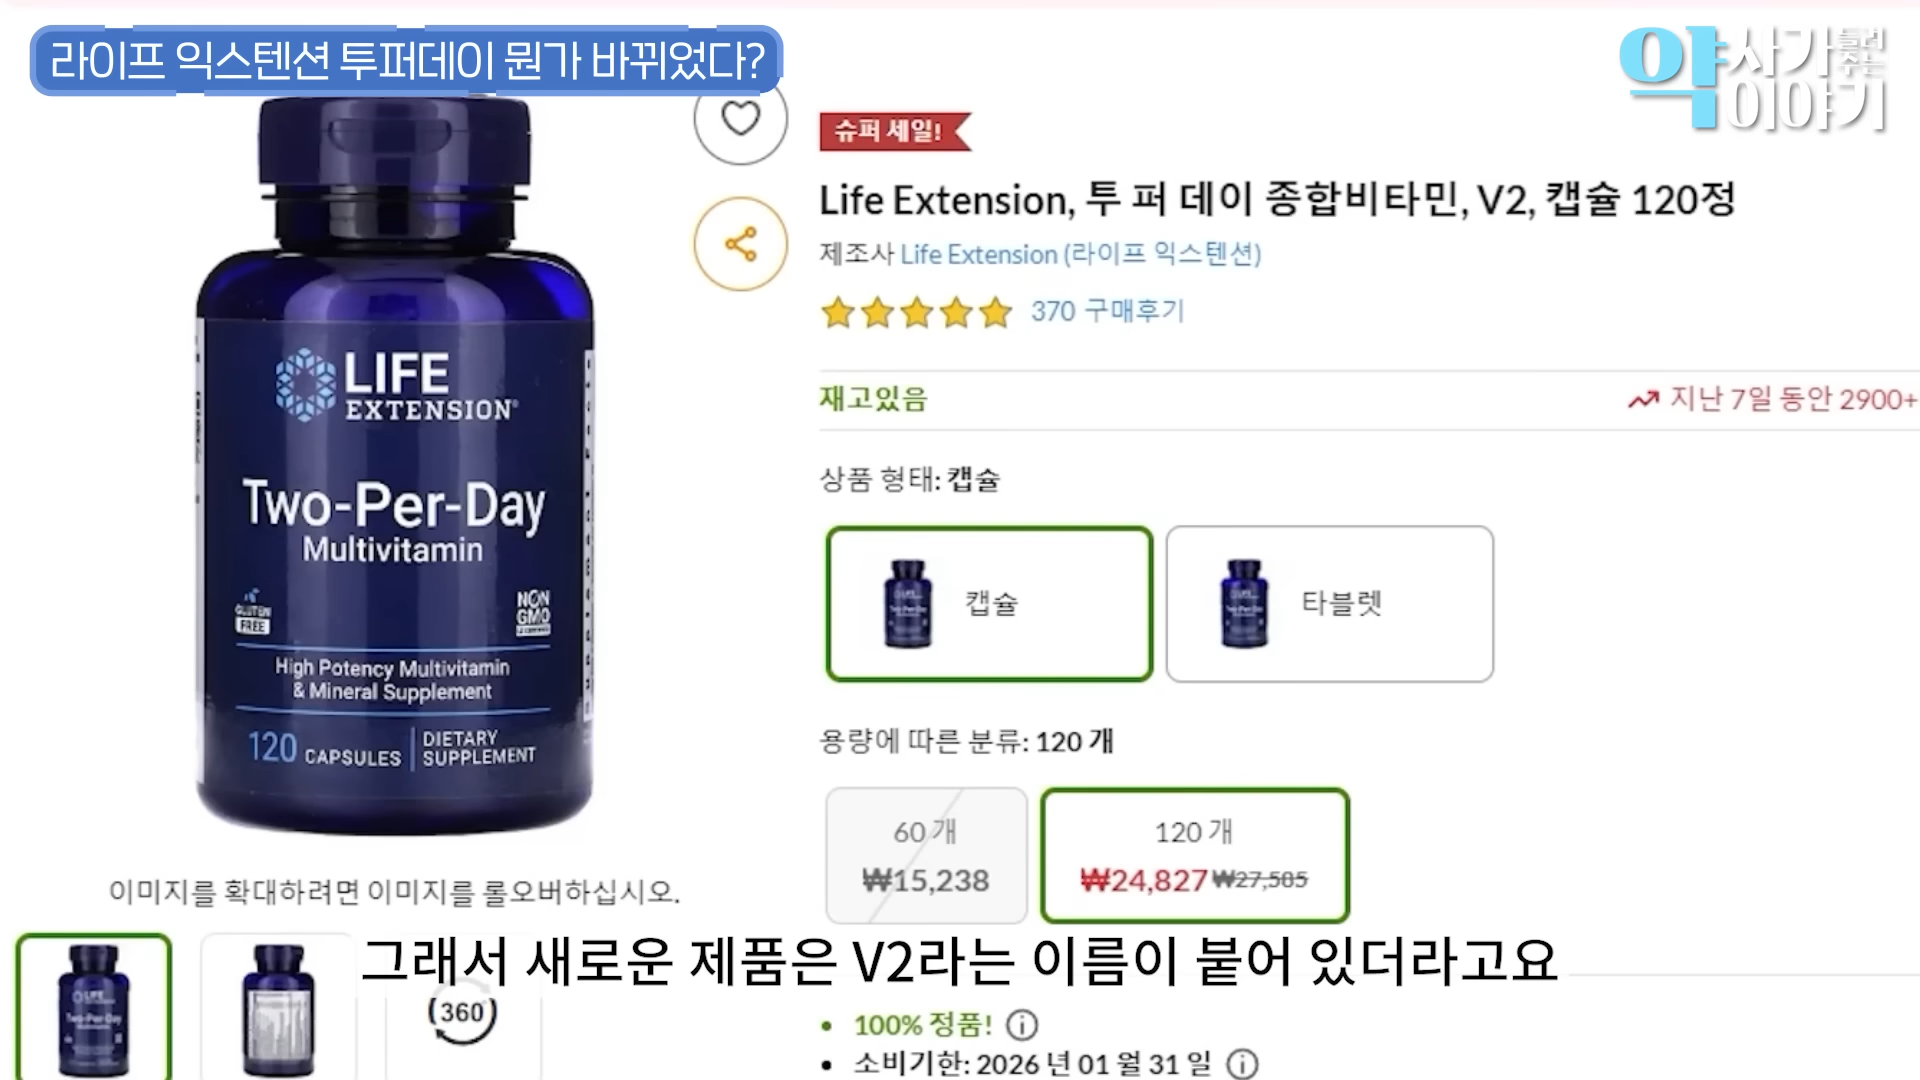 라이프 익스텐션 투퍼데이 뭔가 바뀌었다?
약사가 들려주는 이야기
슈퍼 세일!
Life Extension, 투 퍼 데이 종합비타민, V2, 캡슐 120정
제조사 Life Extension (라이프 익스텐션)
370 구매후기
재고있음
지난 7일 동안 2900+
상품 형태: 캡슐
캡슐
타블렛
용량에 따른 분류: 120 개
60 개
₩15,238
120 개
₩24,827 ₩27,585
LIFE
EXTENSION
Two-Per-Day
Multivitamin
GLUTEN
FREE
NON
GMO
High Potency Multivitamin
& Mineral Supplement
120 CAPSULES
DIETARY
SUPPLEMENT
이미지를 확대하려면 이미지를 롤오버하십시오.
360
그래서 새로운 제품은 V2라는 이름이 붙어 있더라고요
100% 정품!
소비기한: 2026 년 01 월 31 일